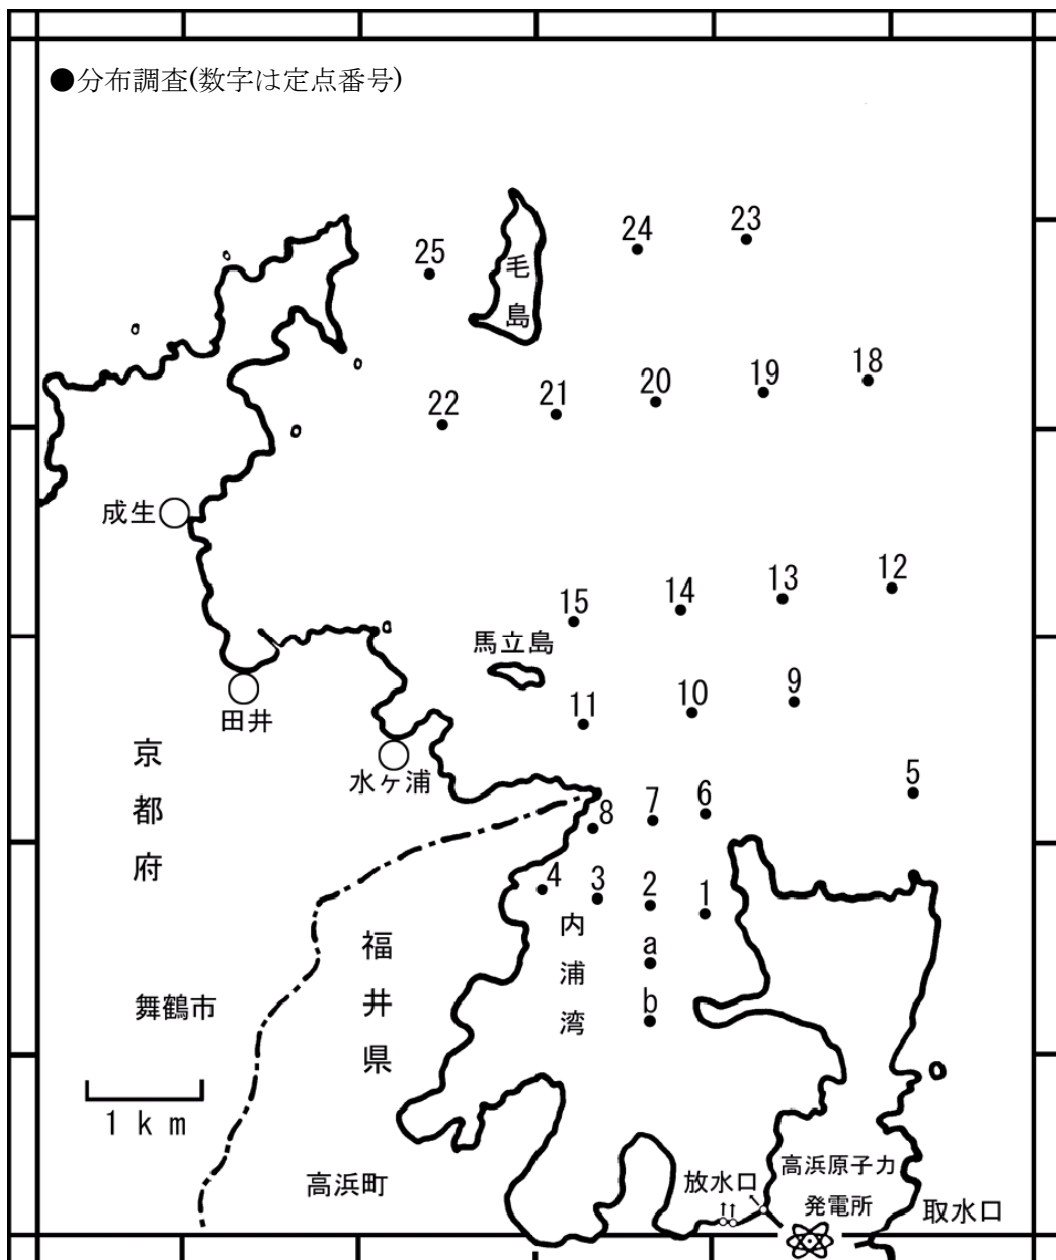 ●分布調査(数字は定点番号)
23
24
25
毛
島
18
19
20
21
22
成生
12
13
14
15
馬立島
田井
9
10
11
水ヶ浦
京
都
府
5
6
7
8
4
3
2
1
内
浦
湾
a
b
福
井
県
舞鶴市
1km
高浜町
放水口
高浜原子力
発電所
取水口